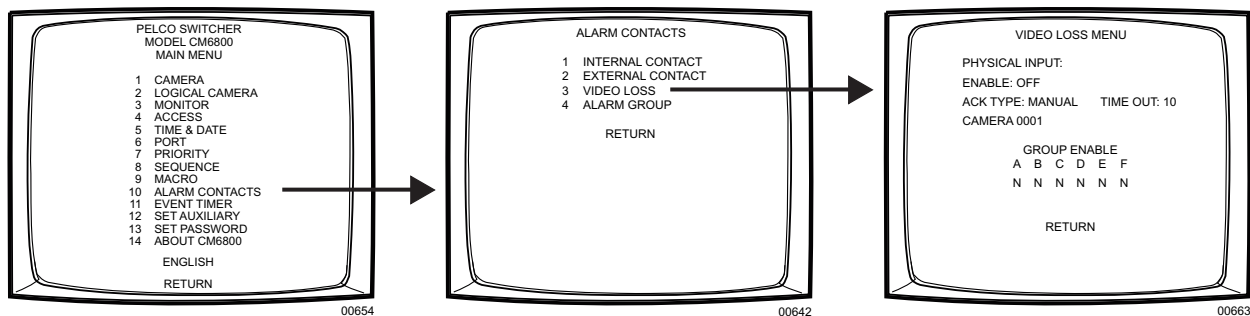 PELCO SWITCHER
MODEL CM6800
MAIN MENU
1 CAMERA
2 LOGICAL CAMERA
3 MONITOR
4 ACCESS
5 TIME & DATE
6 PORT
7 PRIORITY
8 SEQUENCE
9 MACRO
10 ALARM CONTACTS
11 EVENT TIMER
12 SET AUXILIARY
13 SET PASSWORD
14 ABOUT CM6800
ENGLISH
RETURN
00654
ALARM CONTACTS
1 INTERNAL CONTACT
2 EXTERNAL CONTACT
3 VIDEO LOSS
4 ALARM GROUP
RETURN
00642
VIDEO LOSS MENU
PHYSICAL INPUT:
ENABLE: OFF
ACK TYPE: MANUAL TIME OUT: 10
CAMERA 0001
GROUP ENABLE
A B C D E F
N N N N N N
RETURN
00663